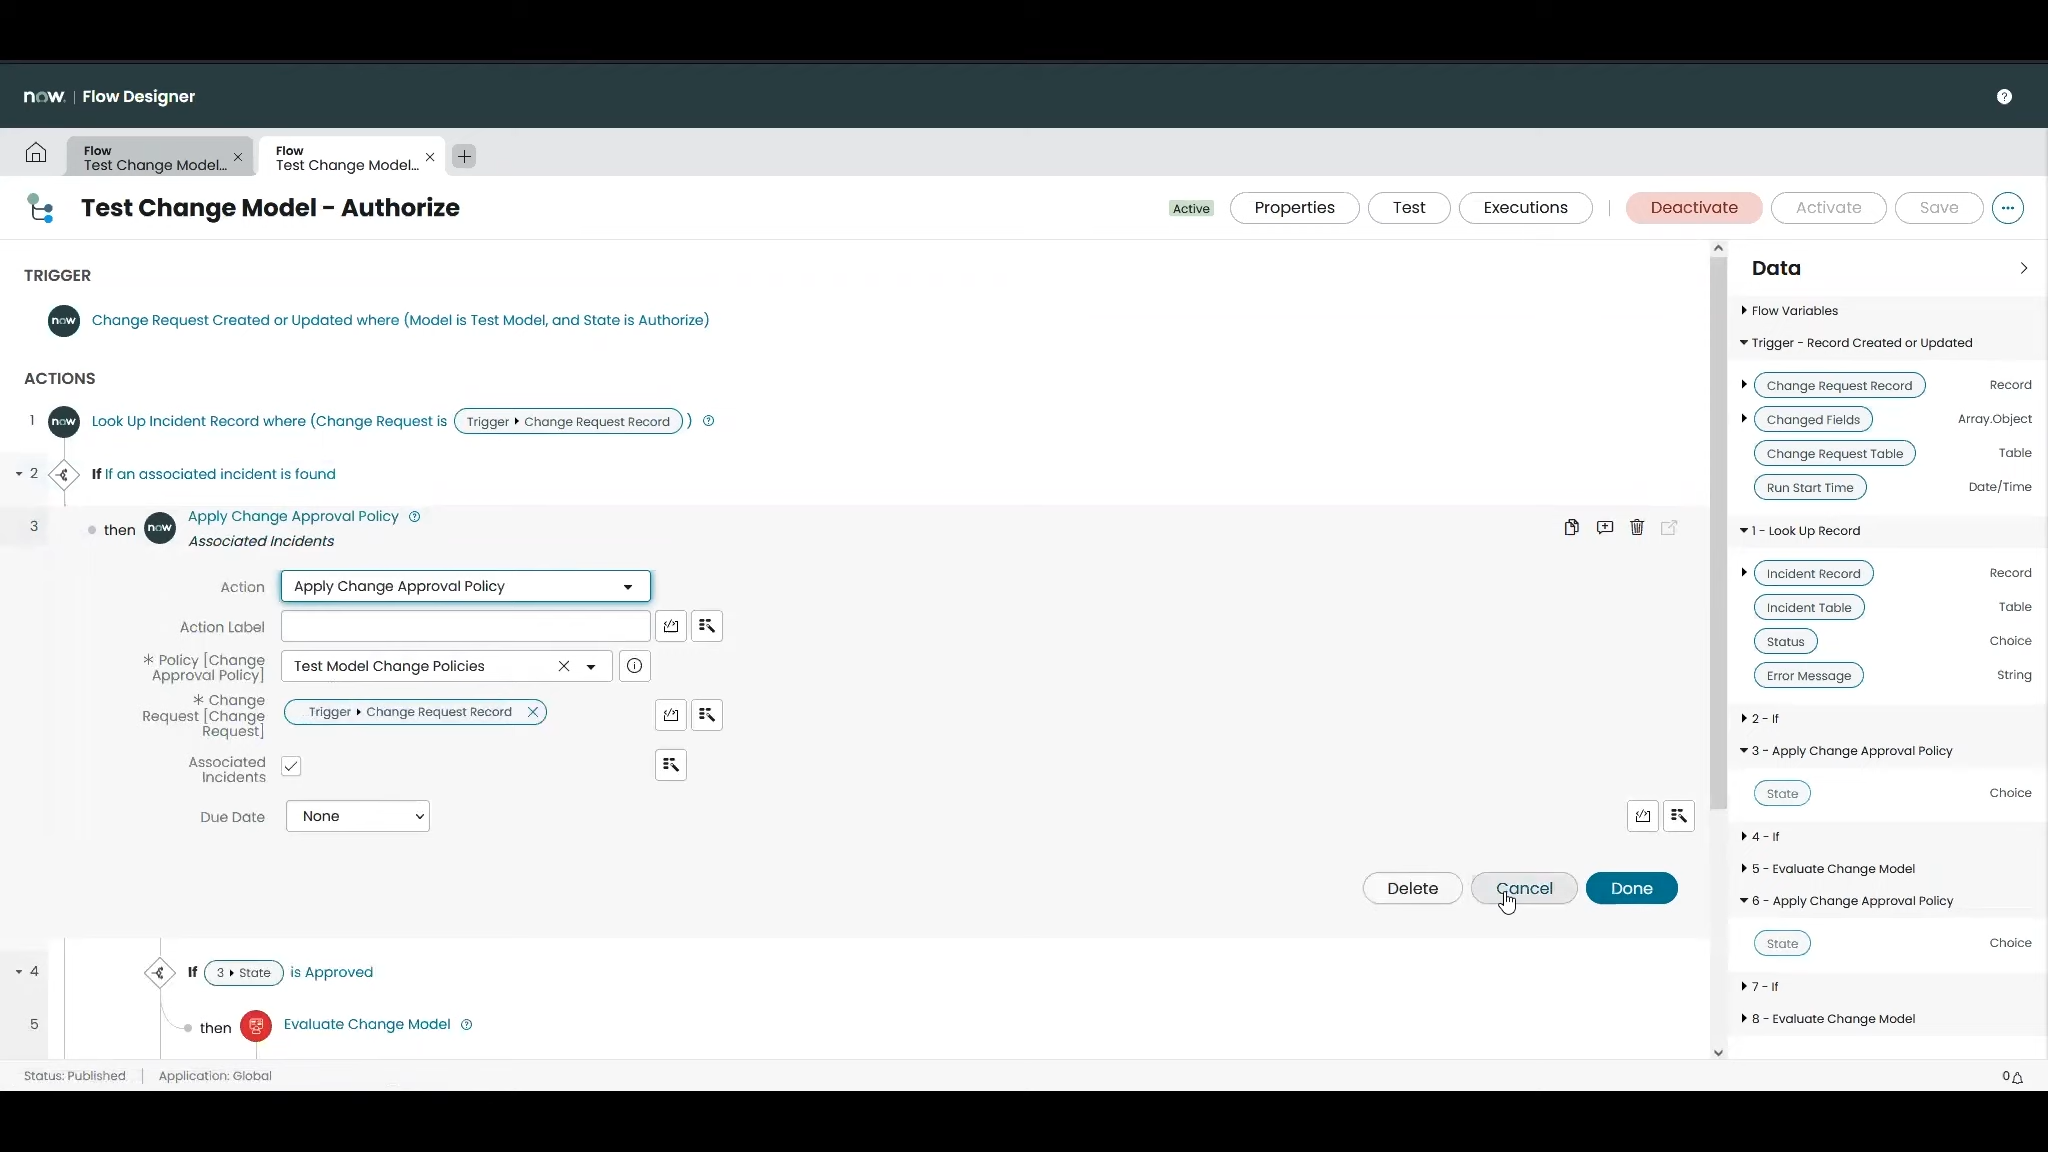 now. | Flow Designer
?
Flow
Test Change Model...
Flow
Test Change Model...
Test Change Model - Authorize
Active
Properties
Test
Executions
Deactivate
Activate
Save
TRIGGER
now
Change Request Created or Updated where (Model is Test Model, and State is Authorize)
ACTIONS
1 now Look Up Incident Record where (Change Request is Trigger ▸ Change Request Record ) ?
2 If If an associated incident is found
3 then now Apply Change Approval Policy ?
Associated Incidents
Action
Apply Change Approval Policy
Action Label
* Policy [Change
Approval Policy]
Test Model Change Policies
* Change
Request [Change
Request]
Trigger ▸ Change Request Record
Associated
Incidents
Due Date
None
Delete
Cancel
Done
4 If 3 ▸ State is Approved
5 then Evaluate Change Model ?
Data
Flow Variables
Trigger - Record Created or Updated
Change Request Record Record
Changed Fields Array.Object
Change Request Table Table
Run Start Time Date/Time
1 - Look Up Record
Incident Record Record
Incident Table Table
Status Choice
Error Message String
2 - If
3 - Apply Change Approval Policy
State Choice
4 - If
5 - Evaluate Change Model
6 - Apply Change Approval Policy
State Choice
7 - If
8 - Evaluate Change Model
Status: Published | Application: Global
0